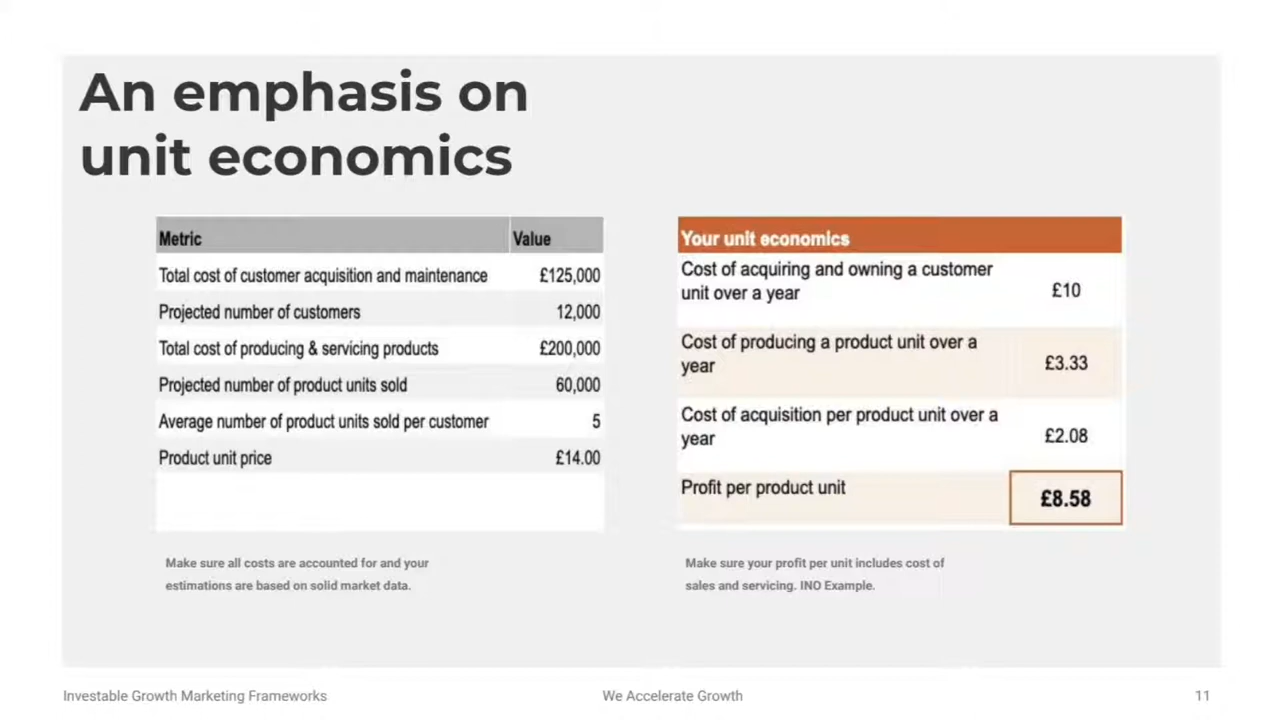 An emphasis on
unit economics
Metric Value
Total cost of customer acquisition and maintenance £125,000
Projected number of customers 12,000
Total cost of producing & servicing products £200,000
Projected number of product units sold 60,000
Average number of product units sold per customer 5
Product unit price £14.00
Make sure all costs are accounted for and your
estimations are based on solid market data.
Your unit economics
Cost of acquiring and owning a customer
unit over a year £10
Cost of producing a product unit over a
year £3.33
Cost of acquisition per product unit over a
year £2.08
Profit per product unit £8.58
Make sure your profit per unit includes cost of
sales and servicing. INO Example.
Investable Growth Marketing Frameworks We Accelerate Growth 11